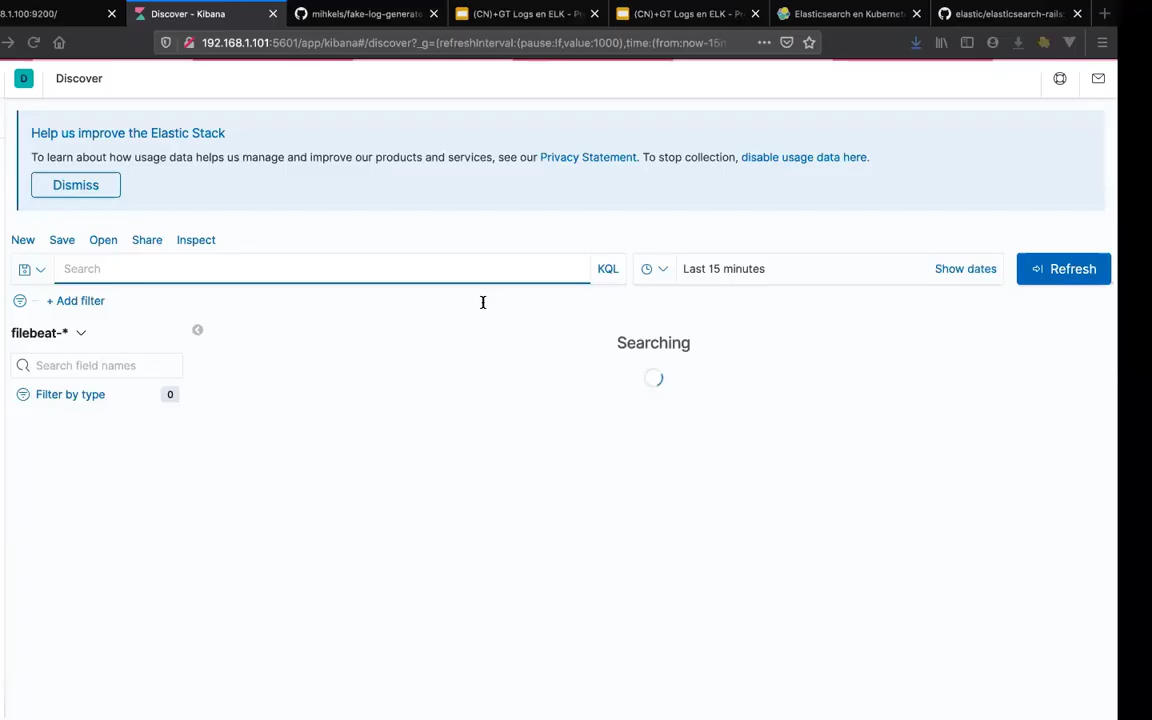 8.1.100:9200/
Discover - Kibana
mihkels/fake-log-generato
(CN)+GT Logs en ELK - Pr
(CN)+GT Logs en ELK - Pr
Elasticsearch en Kubernete
elastic/elasticsearch-rails:
192.168.1.101:5601/app/kibana#/discover?_g=(refreshInterval:(pause:!f,value:1000),time:(from:now-15m
D
Discover
Help us improve the Elastic Stack
To learn about how usage data helps us manage and improve our products and services, see our Privacy Statement. To stop collection, disable usage data here.
Dismiss
New Save Open Share Inspect
Search
KQL
Last 15 minutes
Show dates
Refresh
+ Add filter
filebeat-*
Search field names
Filter by type
0
Searching